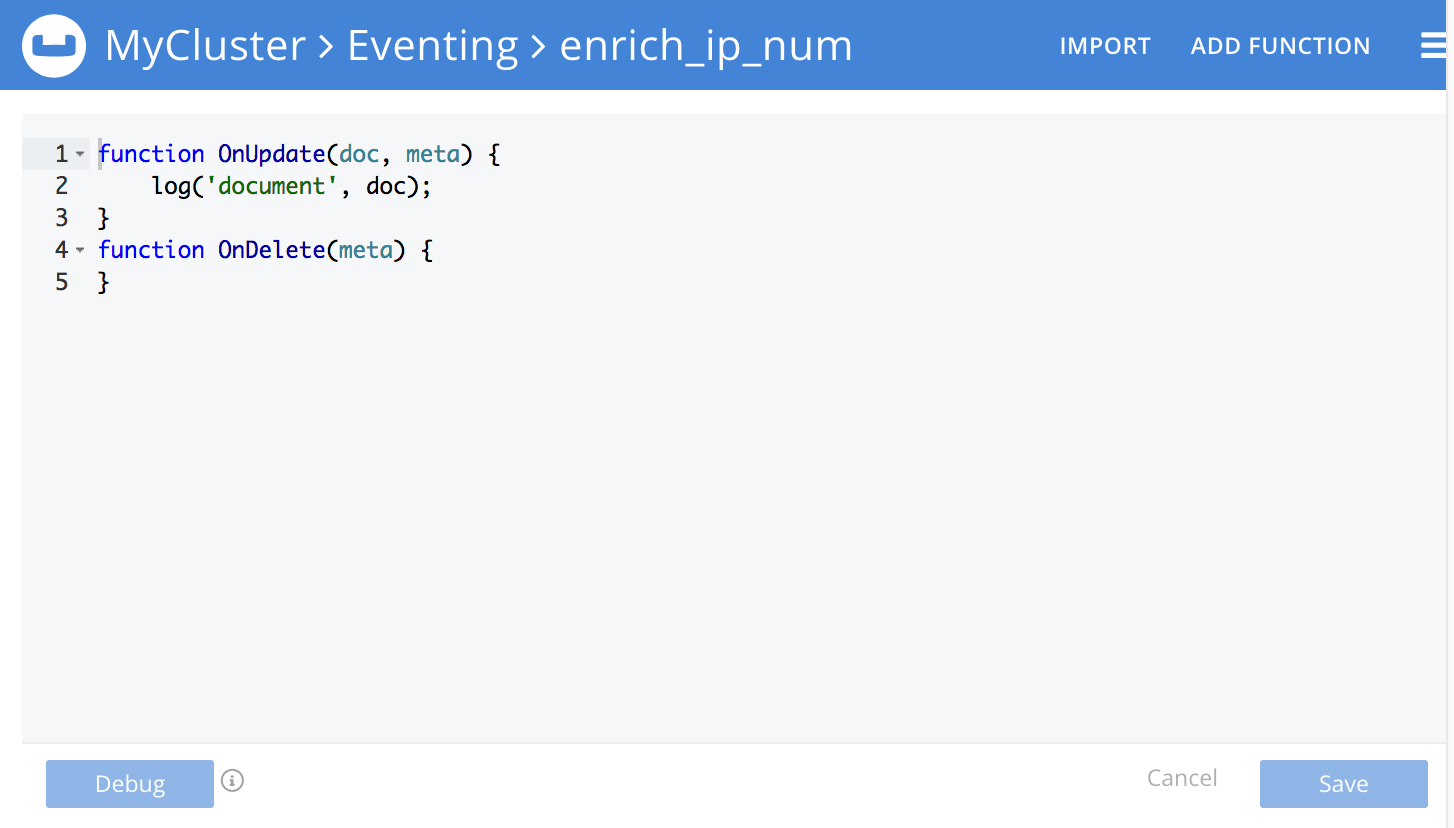 MyCluster > Eventing > enrich_ip_num IMPORT ADD FUNCTION
1 function OnUpdate(doc, meta) {
2     log('document', doc);
3 }
4 function OnDelete(meta) {
5 }
Debug Cancel Save